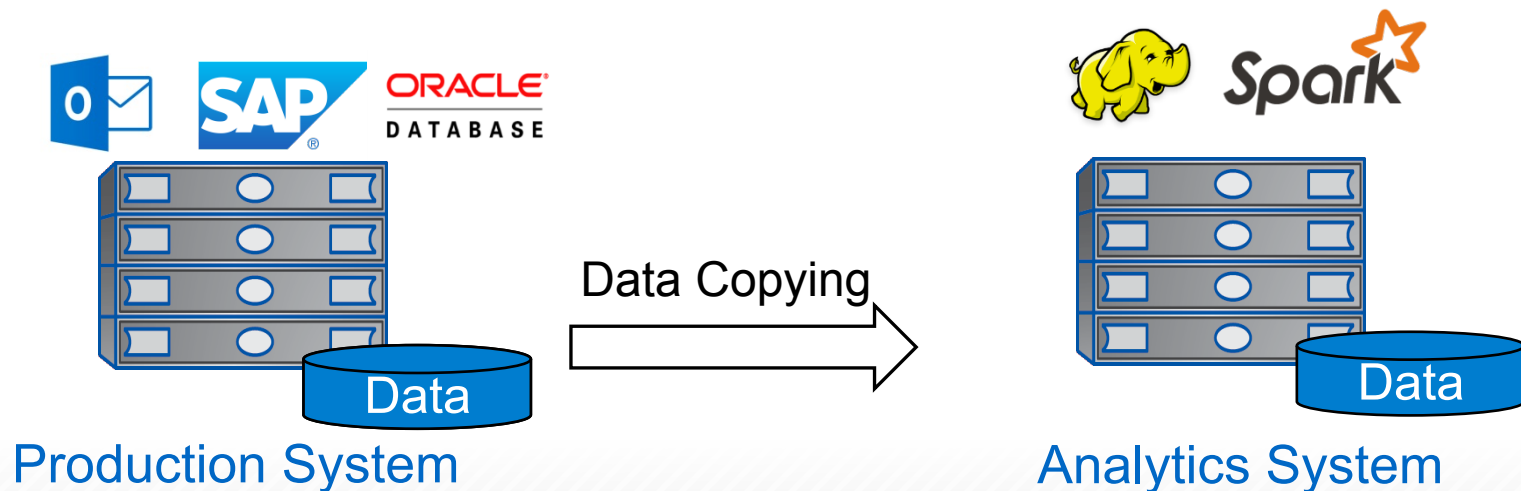 O
SAP
®
ORACLE®
DATABASE
Spark
Data Copying
Data
Data
Production System
Analytics System